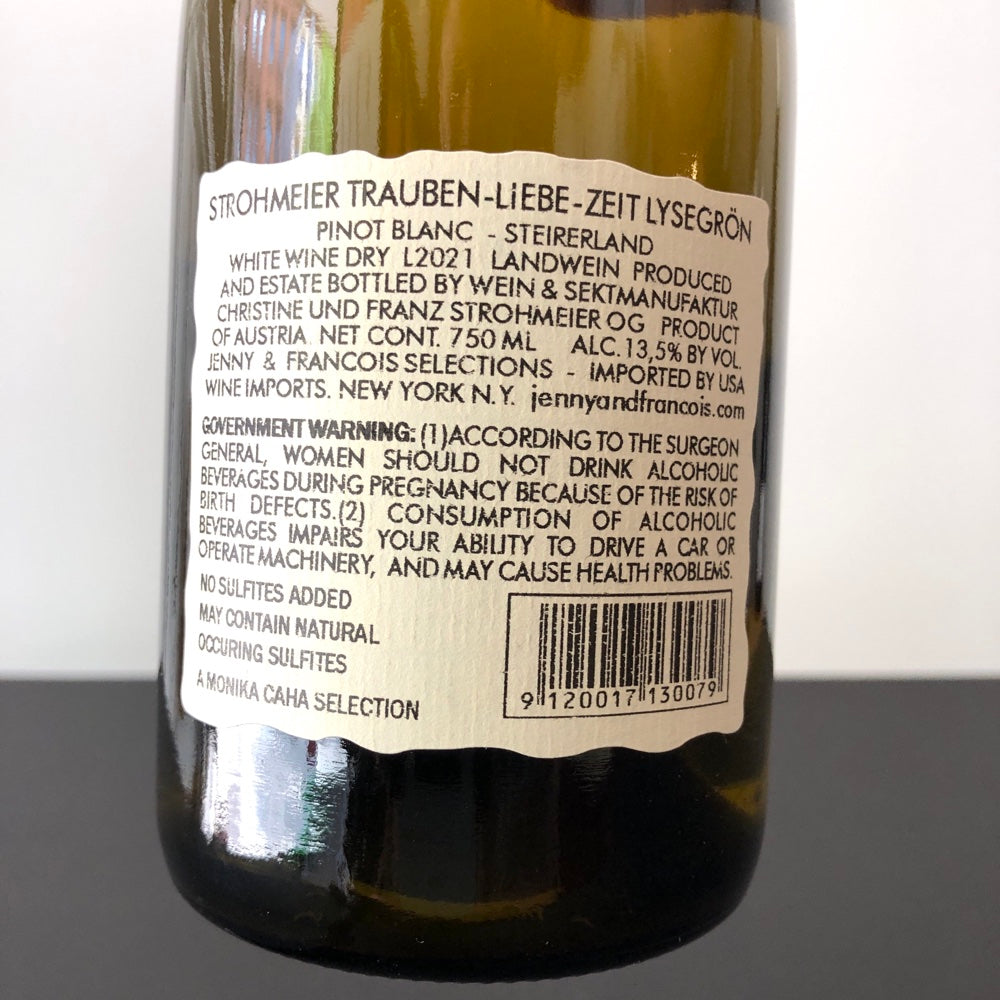 STROHMEIER TRAUBEN-LiEBE-ZEIT LYSEGRÖN
PINOT BLANC - STEIRERLAND
WHITE WINE DRY L2021 LANDWEIN PRODUCED
AND ESTATE BOTTLED BY WEIN & SEKTMANUFAKTUR
CHRISTINE UND FRANZ STROHMEIER OG PRODUCT
OF AUSTRIA. NET CONT. 750 ML ALC. 13,5% BY VOL.
JENNY & FRANCOIS SELECTIONS - IMPORTED BY USA
WINE IMPORTS. NEW YORK N.Y. jennyandfrancois.com
GOVERNMENT WARNING: (1)ACCORDING TO THE SURGEON
GENERAL, WOMEN SHOULD NOT DRINK ALCOHOLIC
BEVERAGES DURING PREGNANCY BECAUSE OF THE RISK OF
BIRTH DEFECTS.(2) CONSUMPTION OF ALCOHOLIC
BEVERAGES IMPAIRS YOUR ABILITY TO DRIVE A CAR OR
OPERATE MACHINERY, AND MAY CAUSE HEALTH PROBLEMS.
NO SULFITES ADDED
MAY CONTAIN NATURAL
OCCURING SULFITES
A MONIKA CAHA SELECTION
9 120017 130079